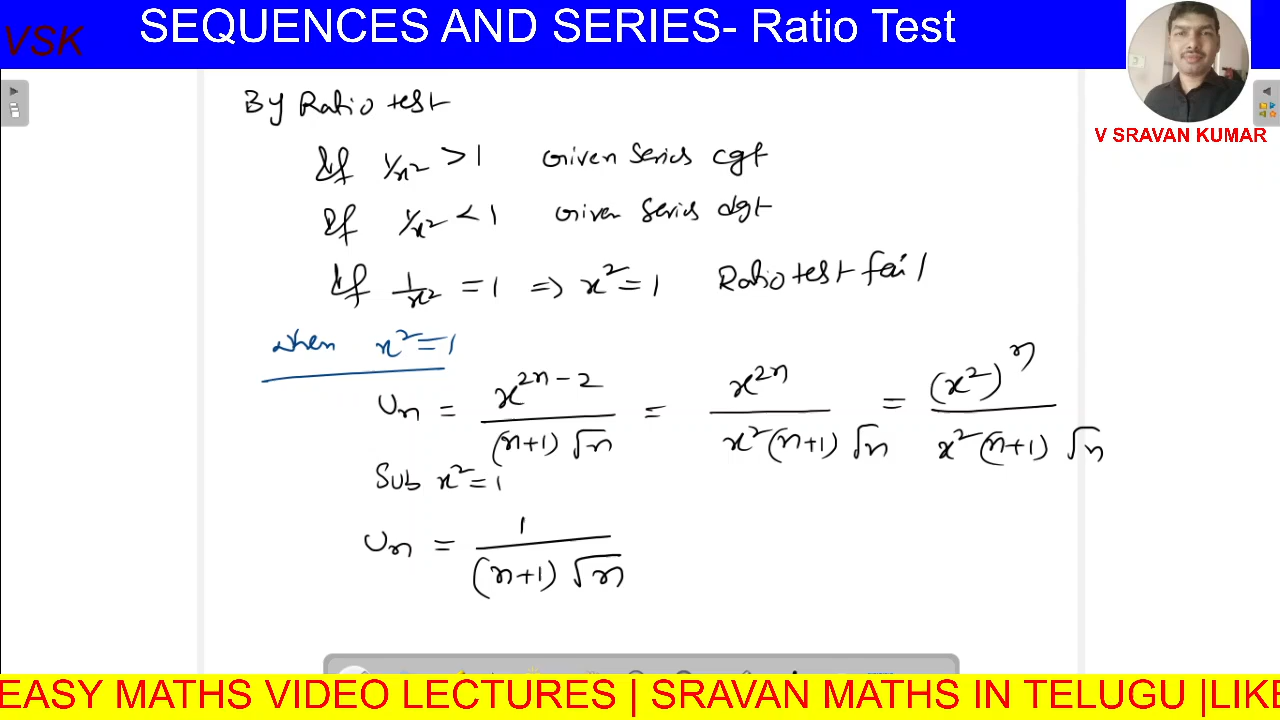 SEQUENCES AND SERIES- Ratio Test
VSK
V SRAVAN KUMAR
By Ratio test
If 1/x² > 1 Given series cgt
If 1/x² < 1 Given series dgt
If 1/x² = 1 ⇒ x² = 1 Ratio test fail
when x² = 1
Un = x^(2n-2) / (n+1)√n = x^(2n) / x²(n+1)√n = (x²)^n / x²(n+1)√n
Sub x² = 1
Un = 1 / (n+1)√n
EASY MATHS VIDEO LECTURES | SRAVAN MATHS IN TELUGU |LIKE